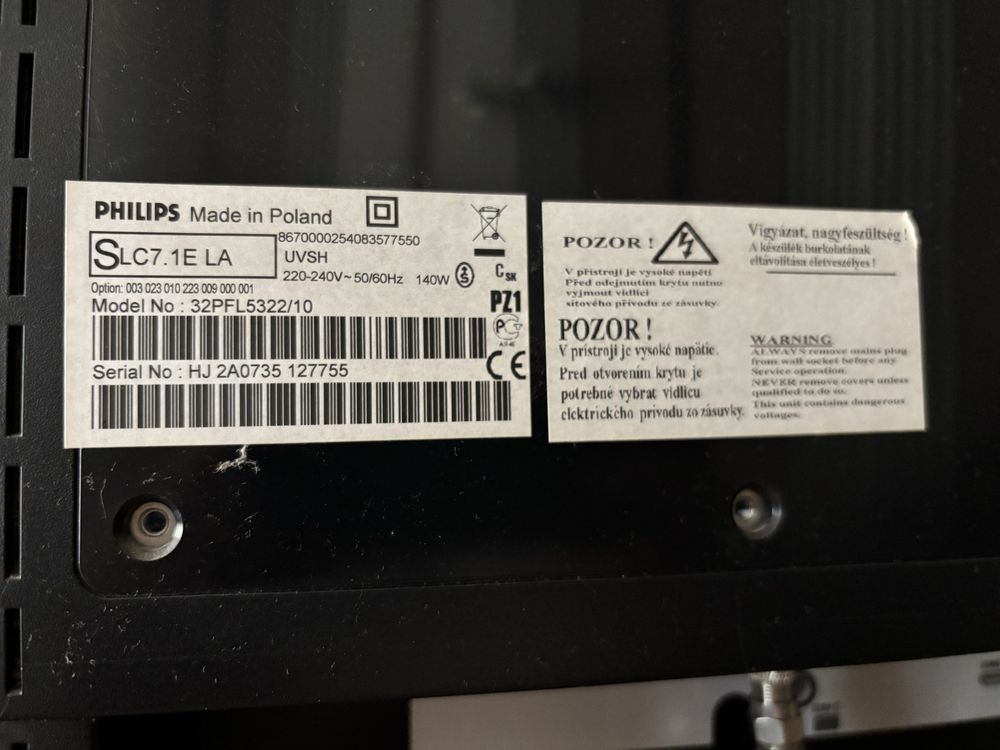 PHILIPS Made in Poland
SLC7.1E LA
8670000254083577550
UVSH
220-240V~50/60Hz 140W
Option: 003 023 010 223 009 000 001
Model No : 32PFL5322/10
Serial No : HJ 2A0735 127755
S
CSK
PZ1
CE
POZOR !
V přístroji je vysoké napětí
Před odejmutím krytu nutno
vyjmout vidlici
síťového přívodu ze zásuvky.
POZOR !
V prístroji je vysoké napätie.
Pred otvorením krytu je
potrebné vybrat vidlicu
elektrického prívodu zo zásuvky.
Vigyázat, nagyfeszültség !
A készülék burkolatának
eltávolítása életveszélyes !
WARNING
ALWAYS remove mains plug
from wall socket before any
Service operation.
NEVER remove covers unless
qualified to do so.
This unit contains dangerous
voltages.